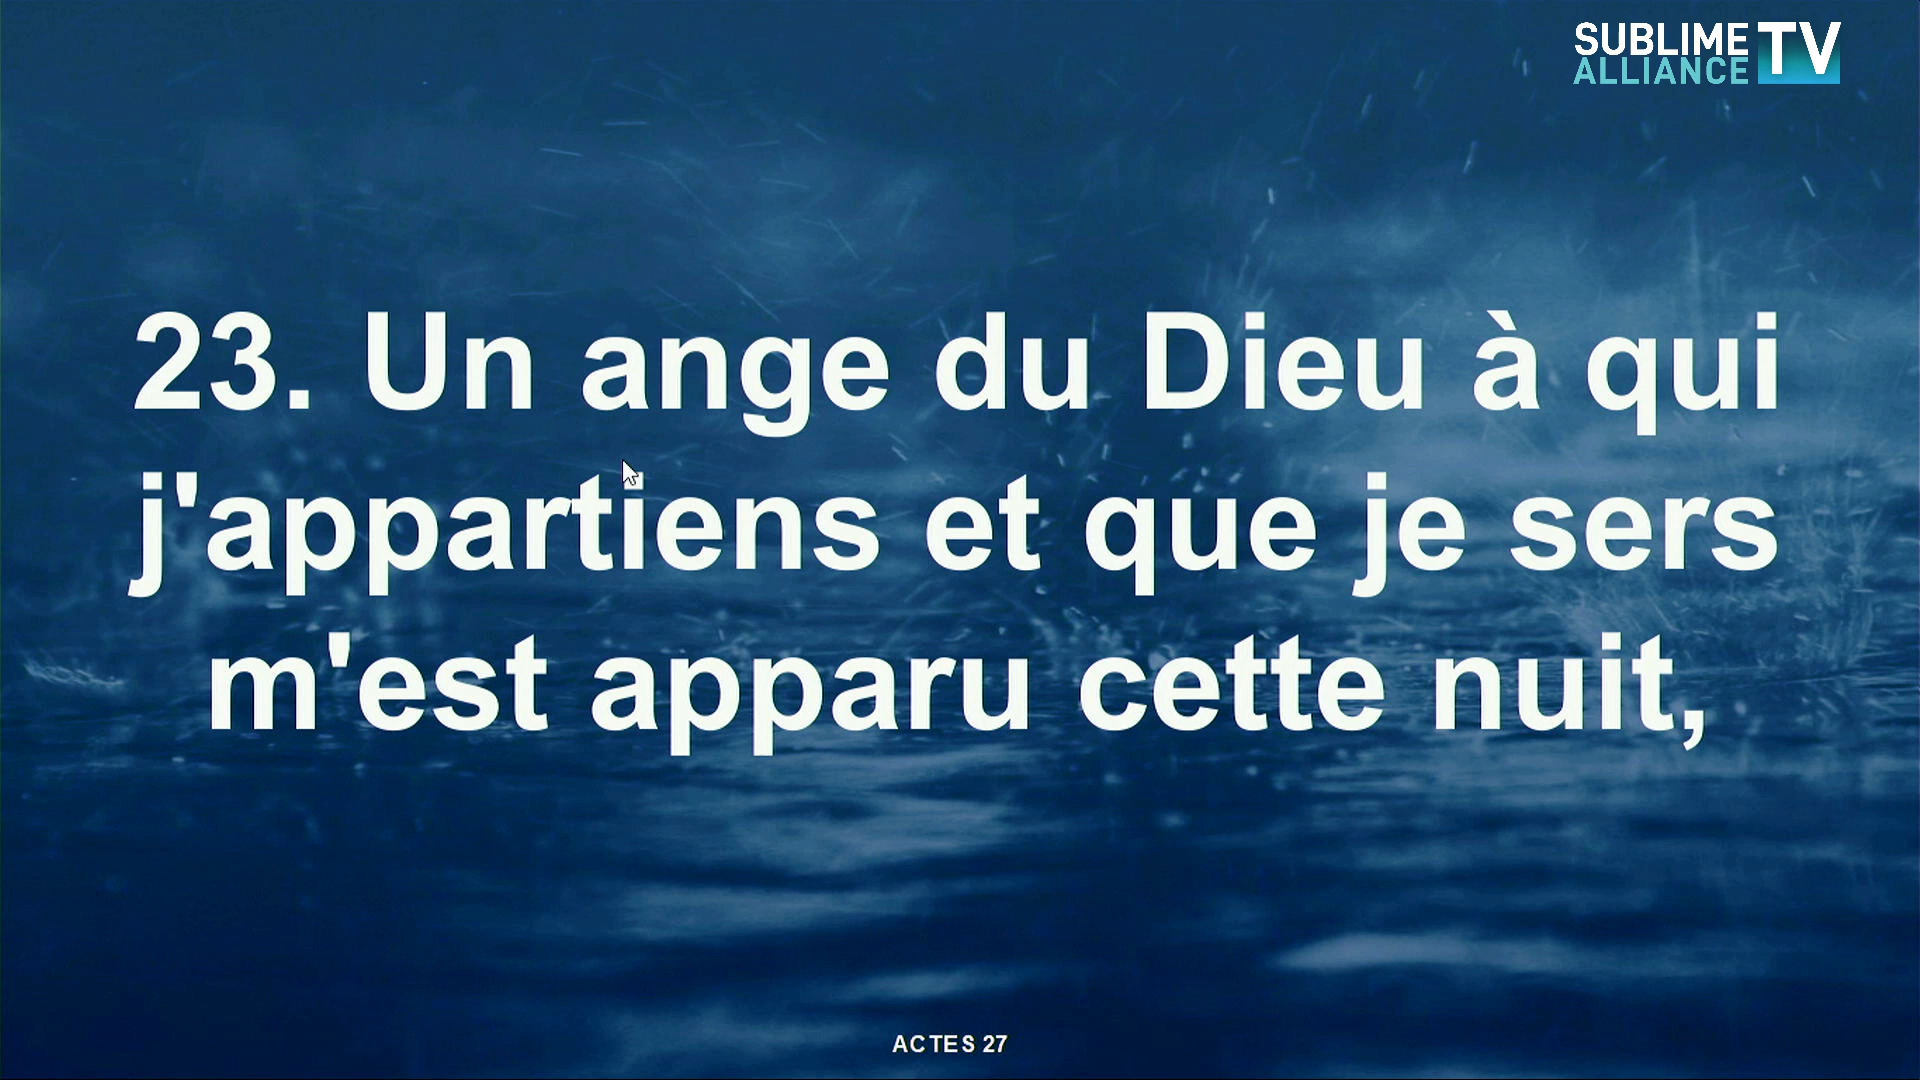 SUBLIME
ALLIANCE
TV
23. Un ange du Dieu à qui
j'appartiens et que je sers
m'est apparu cette nuit,
ACTES 27